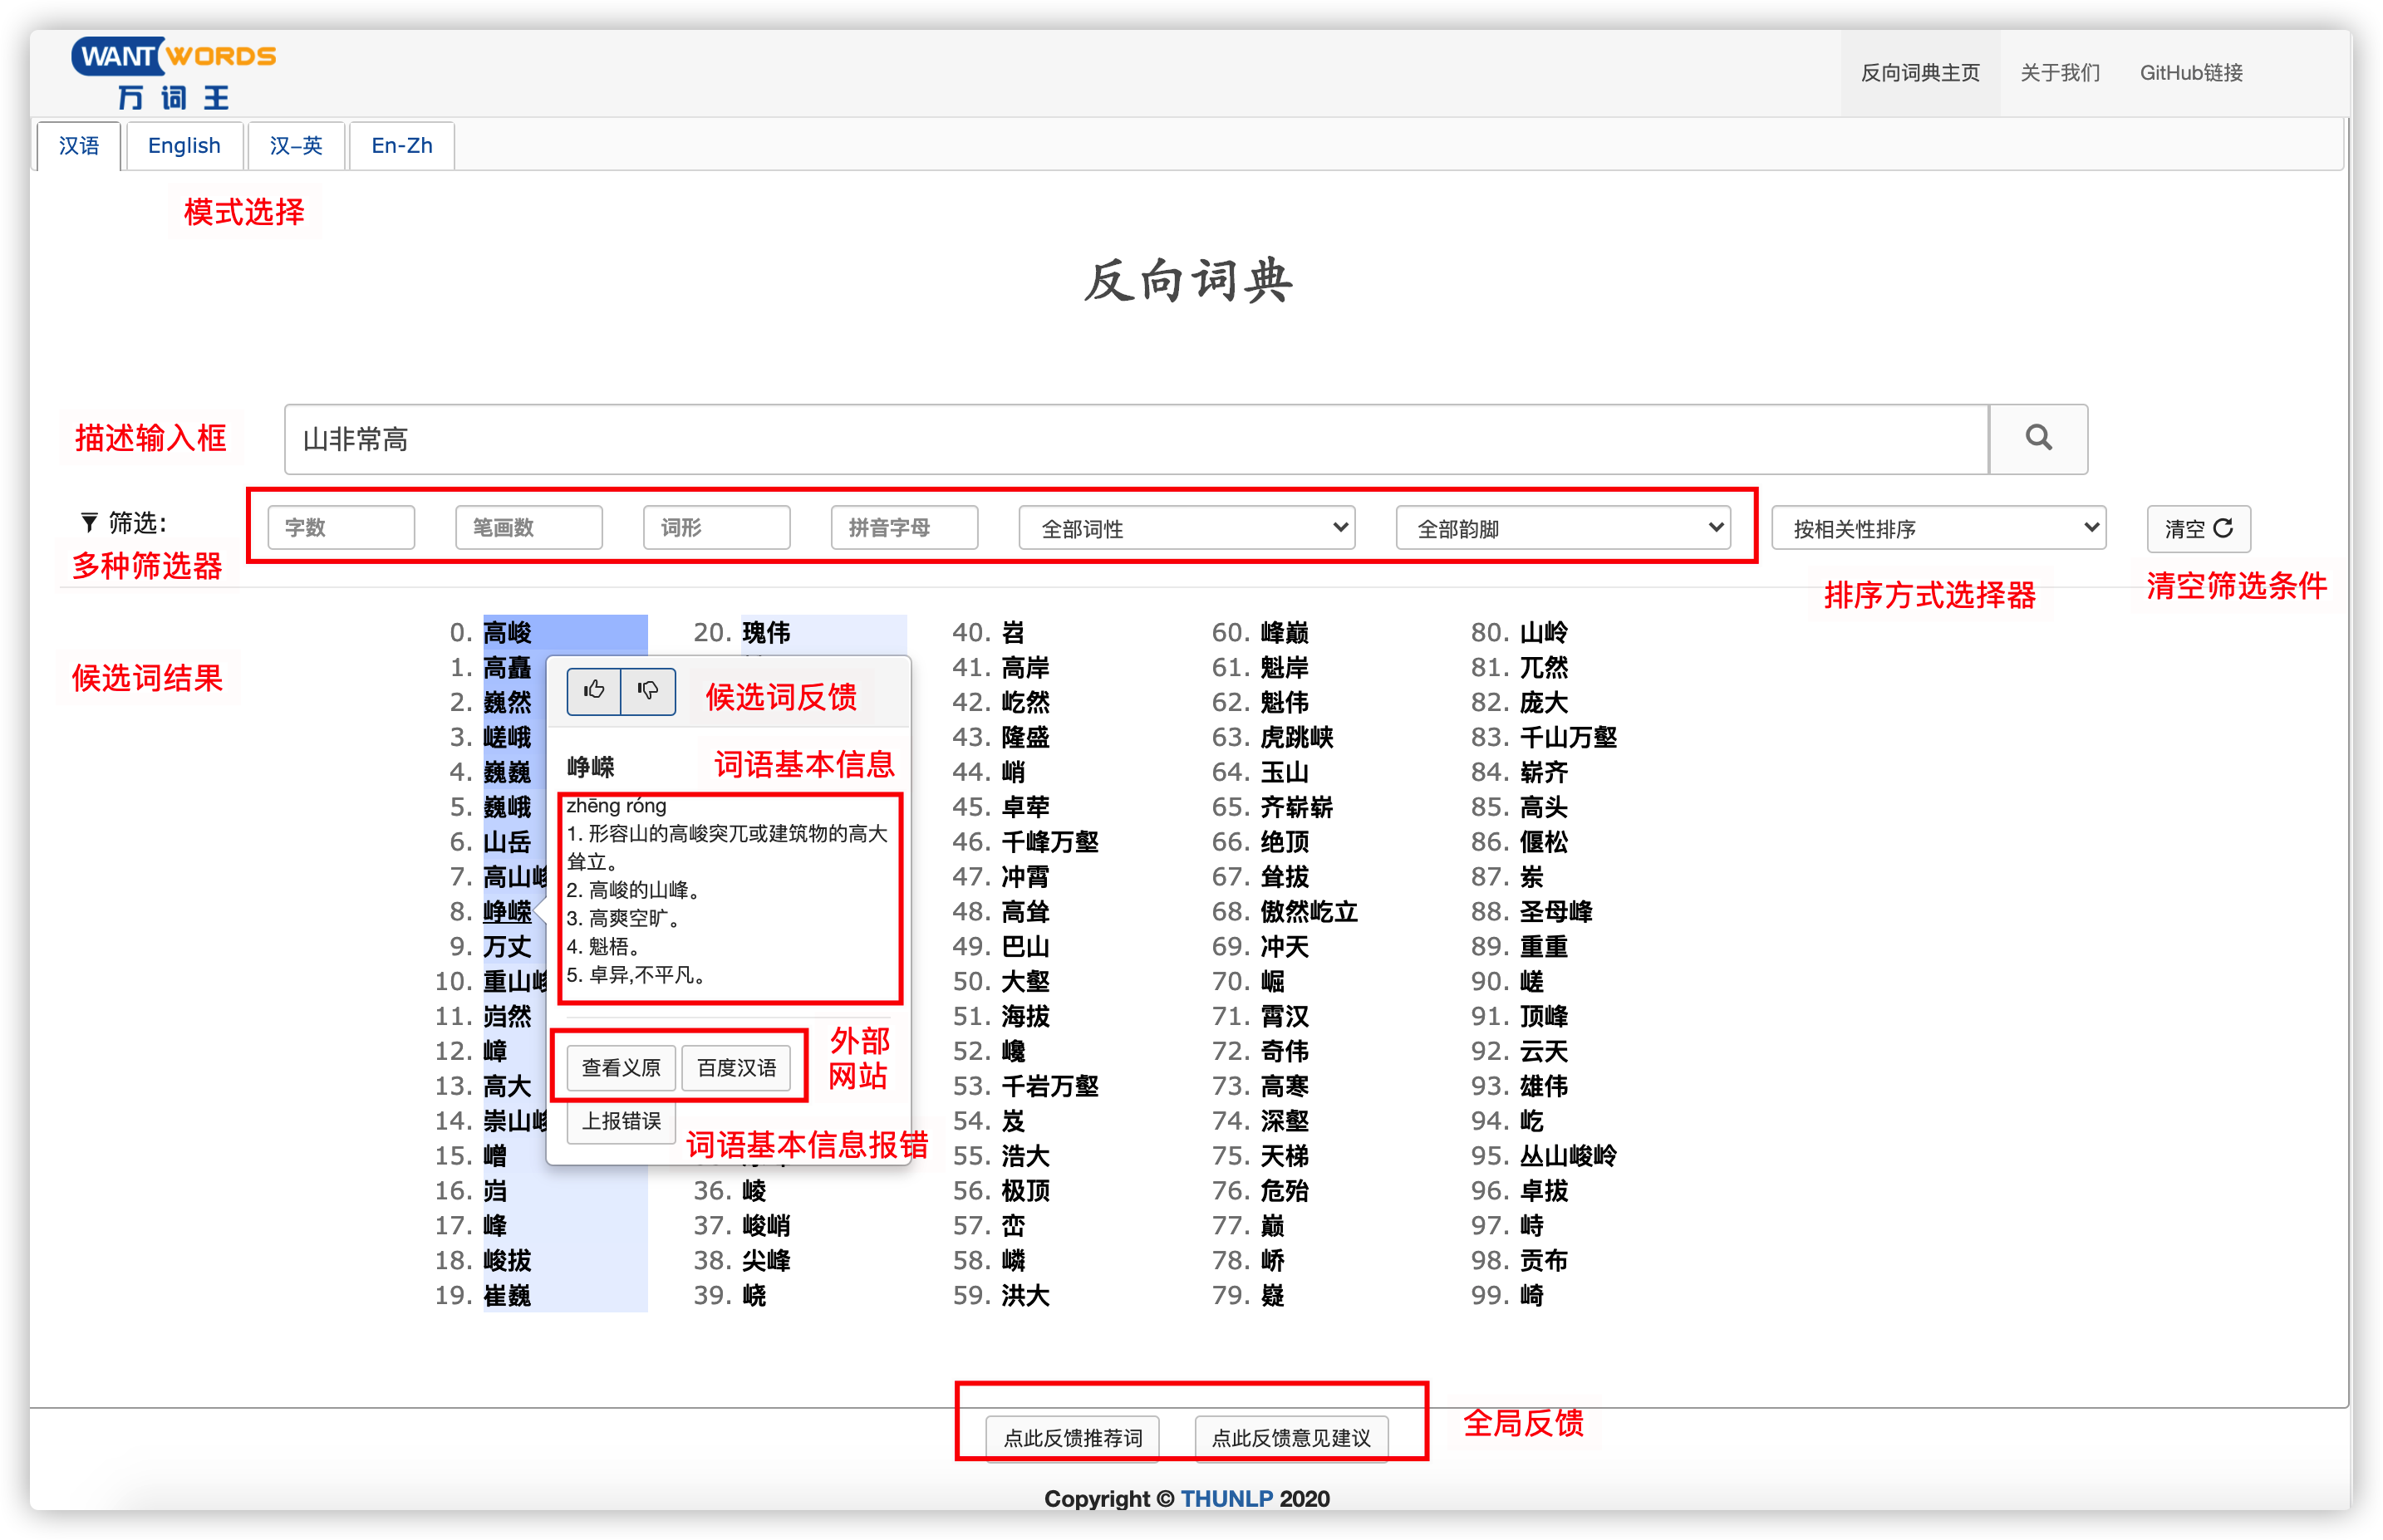 WANT WORDS
万词王
反向词典主页 关于我们 GitHub链接
汉语 English 汉–英 En-Zh
模式选择
反向词典
描述输入框
山非常高
筛选:
字数 笔画数 词形 拼音字母 全部词性 全部韵脚 按相关性排序 清空
多种筛选器
排序方式选择器
清空筛选条件
候选词结果
0. 高峻
1. 高矗
2. 巍然
3. 嵯峨
4. 巍巍
5. 巍峨
6. 山岳
7. 高山峻
8. 峥嵘
9. 万丈
10. 重山峻
11. 岿然
12. 嶂
13. 高大
14. 崇山峻
15. 嶒
16. 岿
17. 峰
18. 峻拔
19. 崔巍
20. 瑰伟
候选词反馈
峥嵘
词语基本信息
zhēng róng
1. 形容山的高峻突兀或建筑物的高大
耸立。
2. 高峻的山峰。
3. 高爽空旷。
4. 魁梧。
5. 卓异,不平凡。
查看义原 百度汉语
外部
网站
上报错误
词语基本信息报错
36. 崚
37. 峻峭
38. 尖峰
39. 峣
40. 岧
41. 高岸
42. 屹然
43. 隆盛
44. 峭
45. 卓荦
46. 千峰万壑
47. 冲霄
48. 高耸
49. 巴山
50. 大壑
51. 海拔
52. 巉
53. 千岩万壑
54. 岌
55. 浩大
56. 极顶
57. 峦
58. 嶙
59. 洪大
60. 峰巅
61. 魁岸
62. 魁伟
63. 虎跳峡
64. 玉山
65. 齐崭崭
66. 绝顶
67. 耸拔
68. 傲然屹立
69. 冲天
70. 崛
71. 霄汉
72. 奇伟
73. 高寒
74. 深壑
75. 天梯
76. 危殆
77. 巅
78. 峤
79. 嶷
80. 山岭
81. 兀然
82. 庞大
83. 千山万壑
84. 崭齐
85. 高头
86. 偃松
87. 岽
88. 圣母峰
89. 重重
90. 嵯
91. 顶峰
92. 云天
93. 雄伟
94. 屹
95. 丛山峻岭
96. 卓拔
97. 峙
98. 贡布
99. 崎
点此反馈推荐词 点此反馈意见建议
全局反馈
Copyright © THUNLP 2020